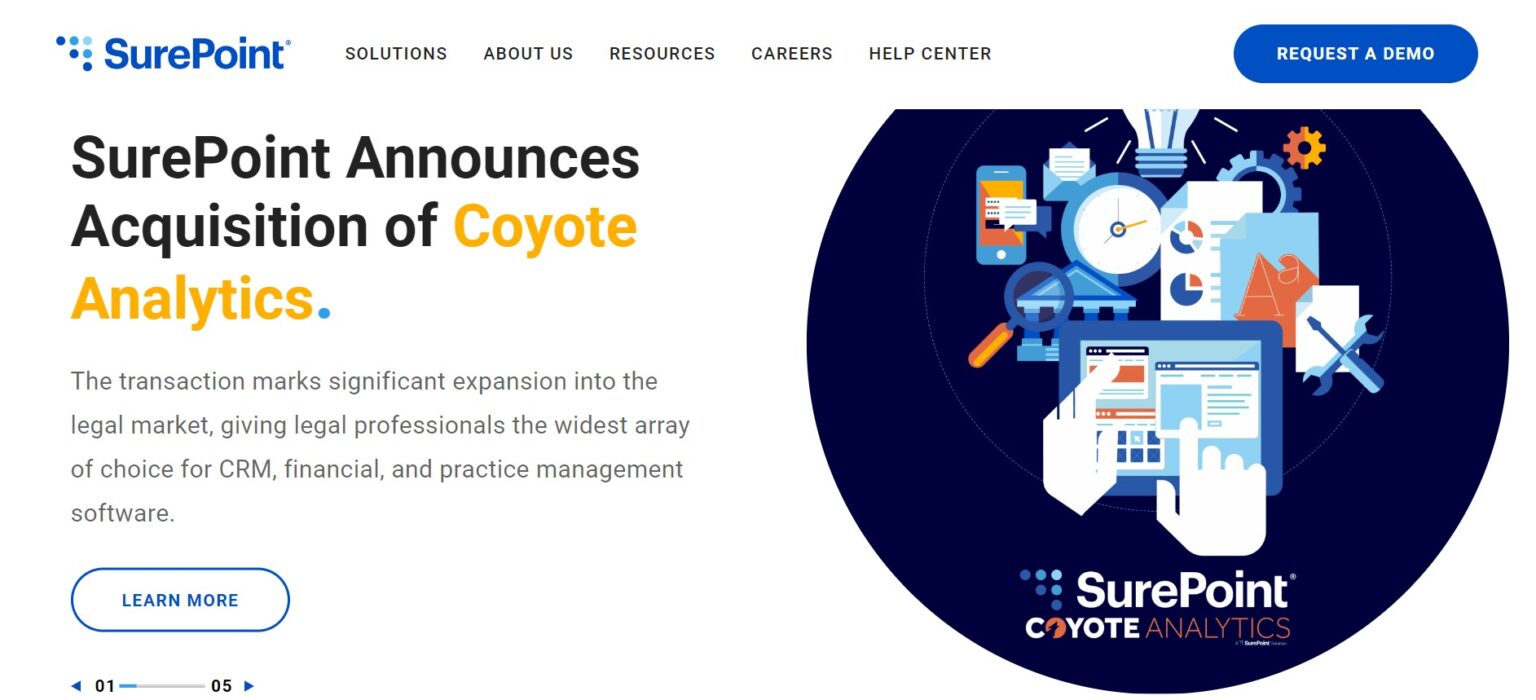 SurePoint®
SOLUTIONS
ABOUT US
RESOURCES
CAREERS
HELP CENTER
REQUEST A DEMO
SurePoint Announces
Acquisition of Coyote
Analytics.
The transaction marks significant expansion into the
legal market, giving legal professionals the widest array
of choice for CRM, financial, and practice management
software.
LEARN MORE
01
05
Aa
SurePoint®
COYOTE ANALYTICS
A SurePoint Solution